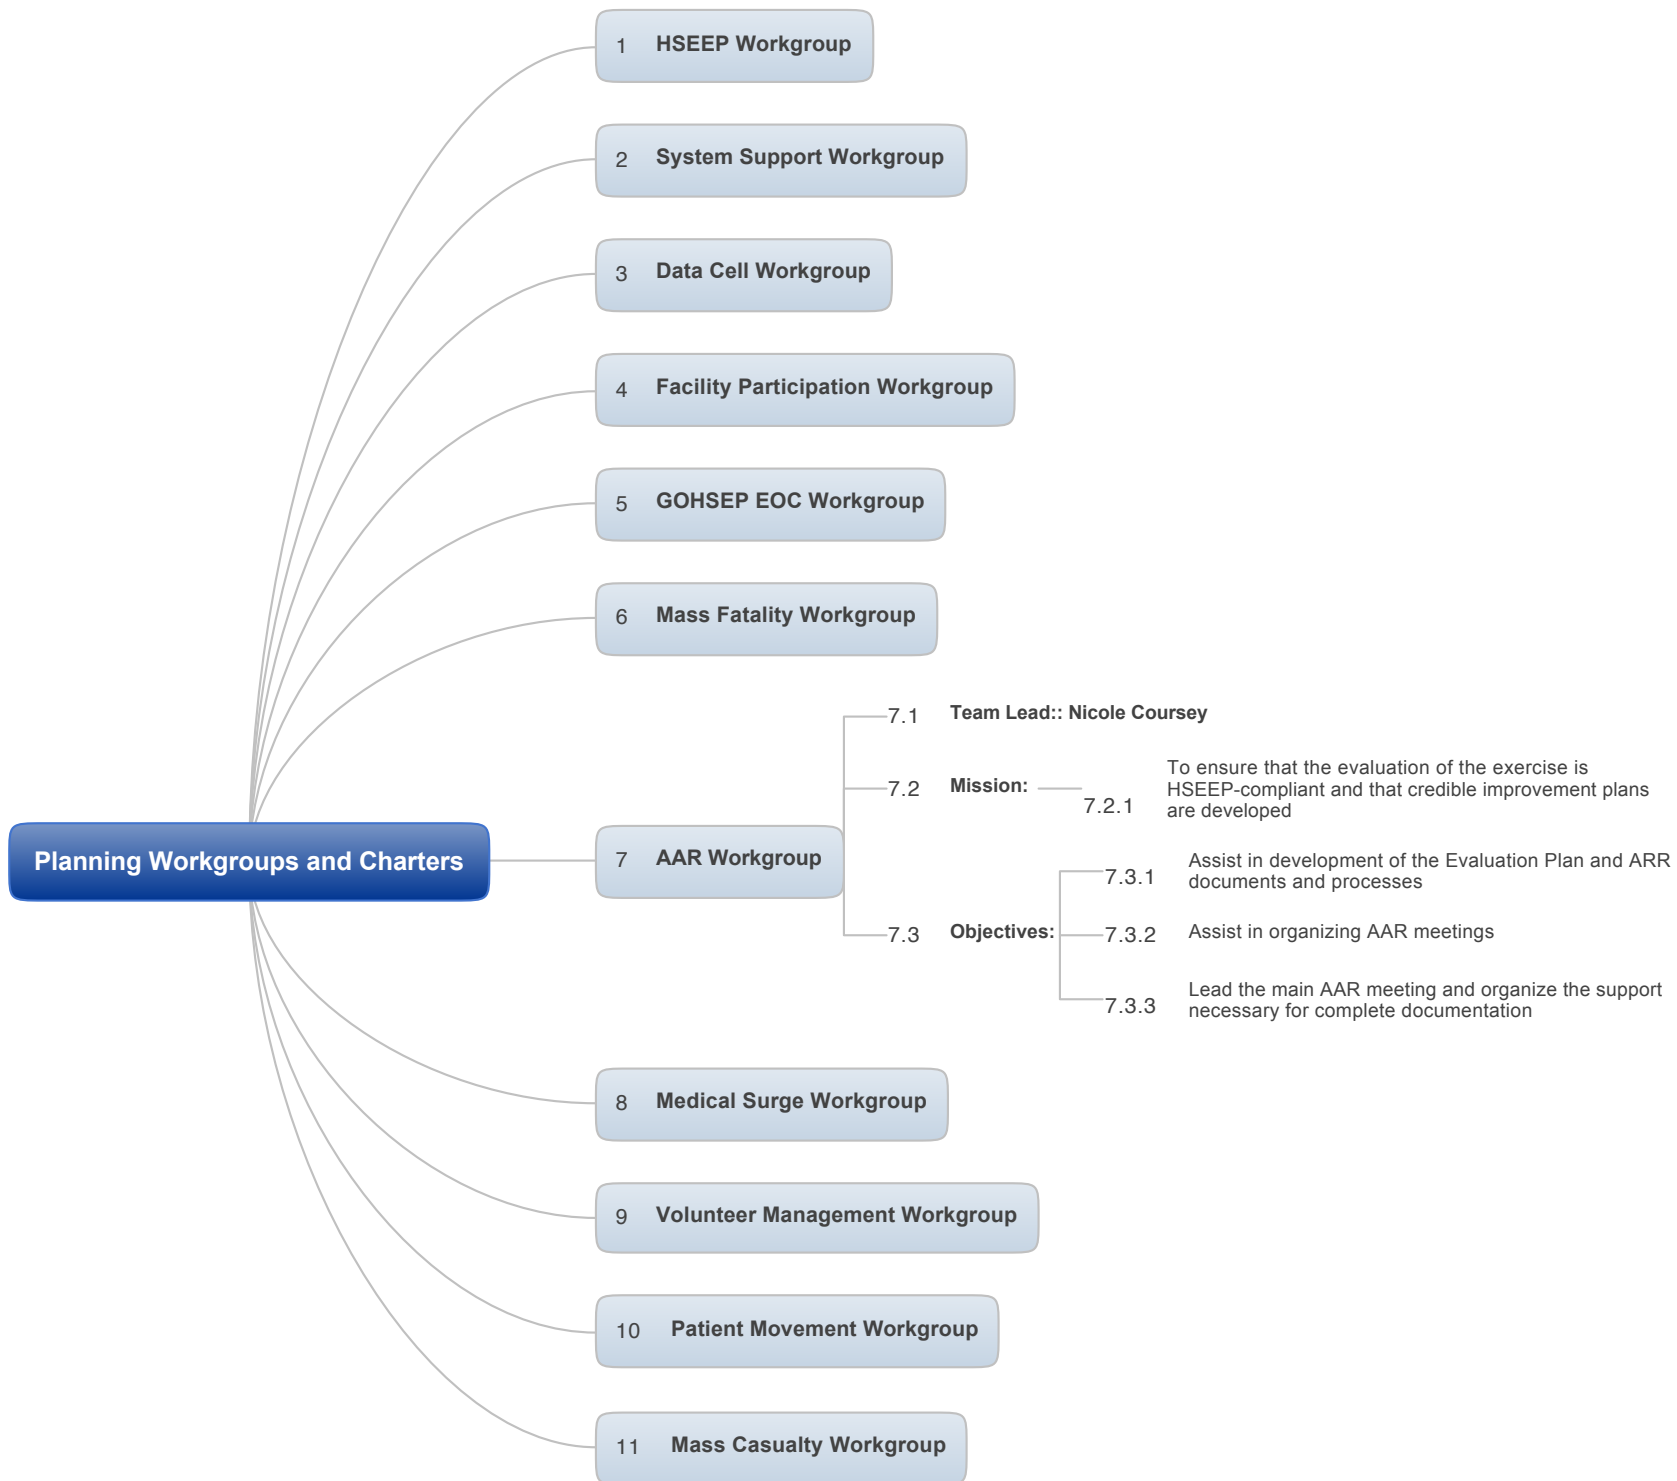 1 HSEEP Workgroup
2 System Support Workgroup
3 Data Cell Workgroup
4 Facility Participation Workgroup
5 GOHSEP EOC Workgroup
6 Mass Fatality Workgroup
Planning Workgroups and Charters
7 AAR Workgroup
7.1 Team Lead:: Nicole Coursey
7.2 Mission:
7.2.1 To ensure that the evaluation of the exercise is
HSEEP-compliant and that credible improvement plans
are developed
7.3 Objectives:
7.3.1 Assist in development of the Evaluation Plan and ARR
documents and processes
7.3.2 Assist in organizing AAR meetings
7.3.3 Lead the main AAR meeting and organize the support
necessary for complete documentation
8 Medical Surge Workgroup
9 Volunteer Management Workgroup
10 Patient Movement Workgroup
11 Mass Casualty Workgroup